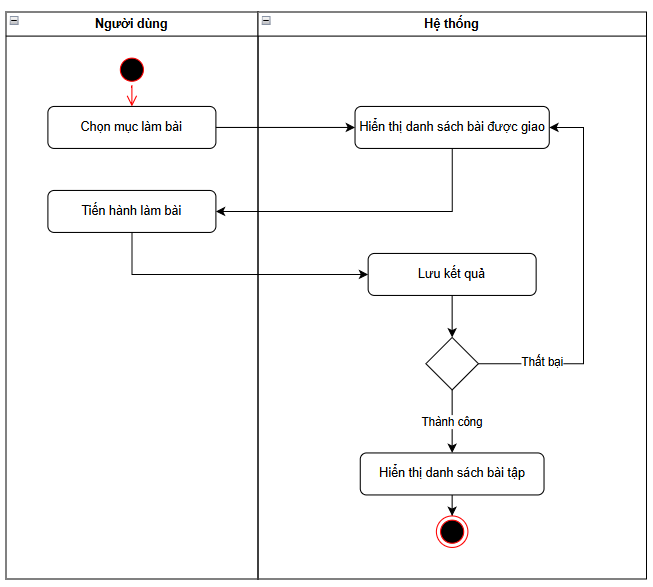 Người dùng
Hệ thống
Chọn mục làm bài
Hiển thị danh sách bài được giao
Tiến hành làm bài
Lưu kết quả
Thất bại
Thành công
Hiển thị danh sách bài tập